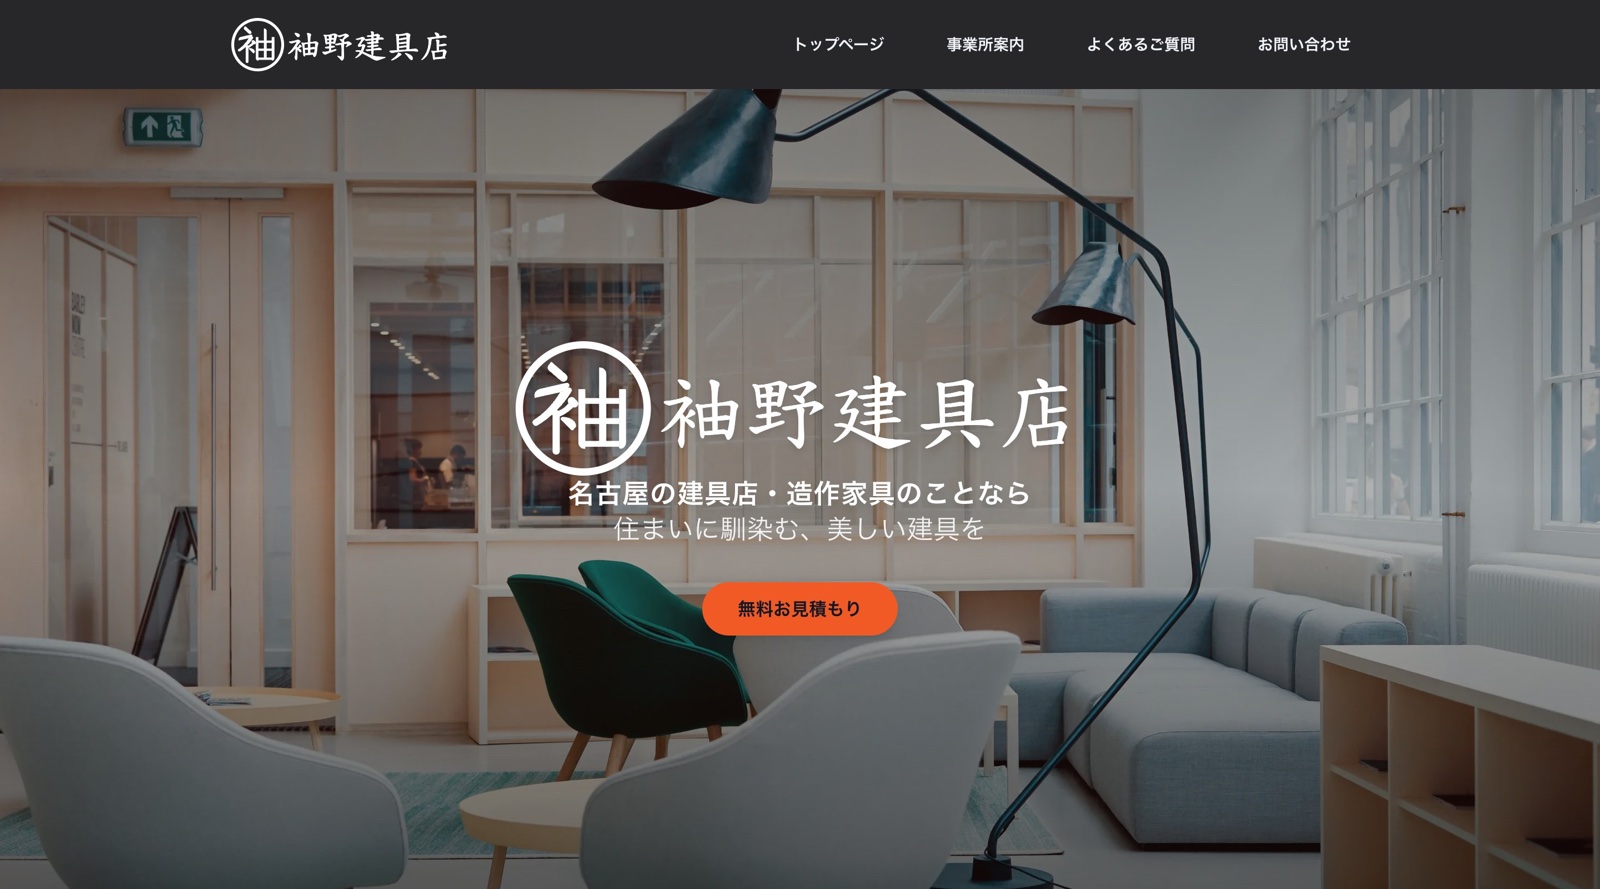 袖 袖野建具店
トップページ
事業所案内
よくあるご質問
お問い合わせ
袖 袖野建具店
名古屋の建具店・造作家具のことなら
住まいに馴染む、美しい建具を
無料お見積もり